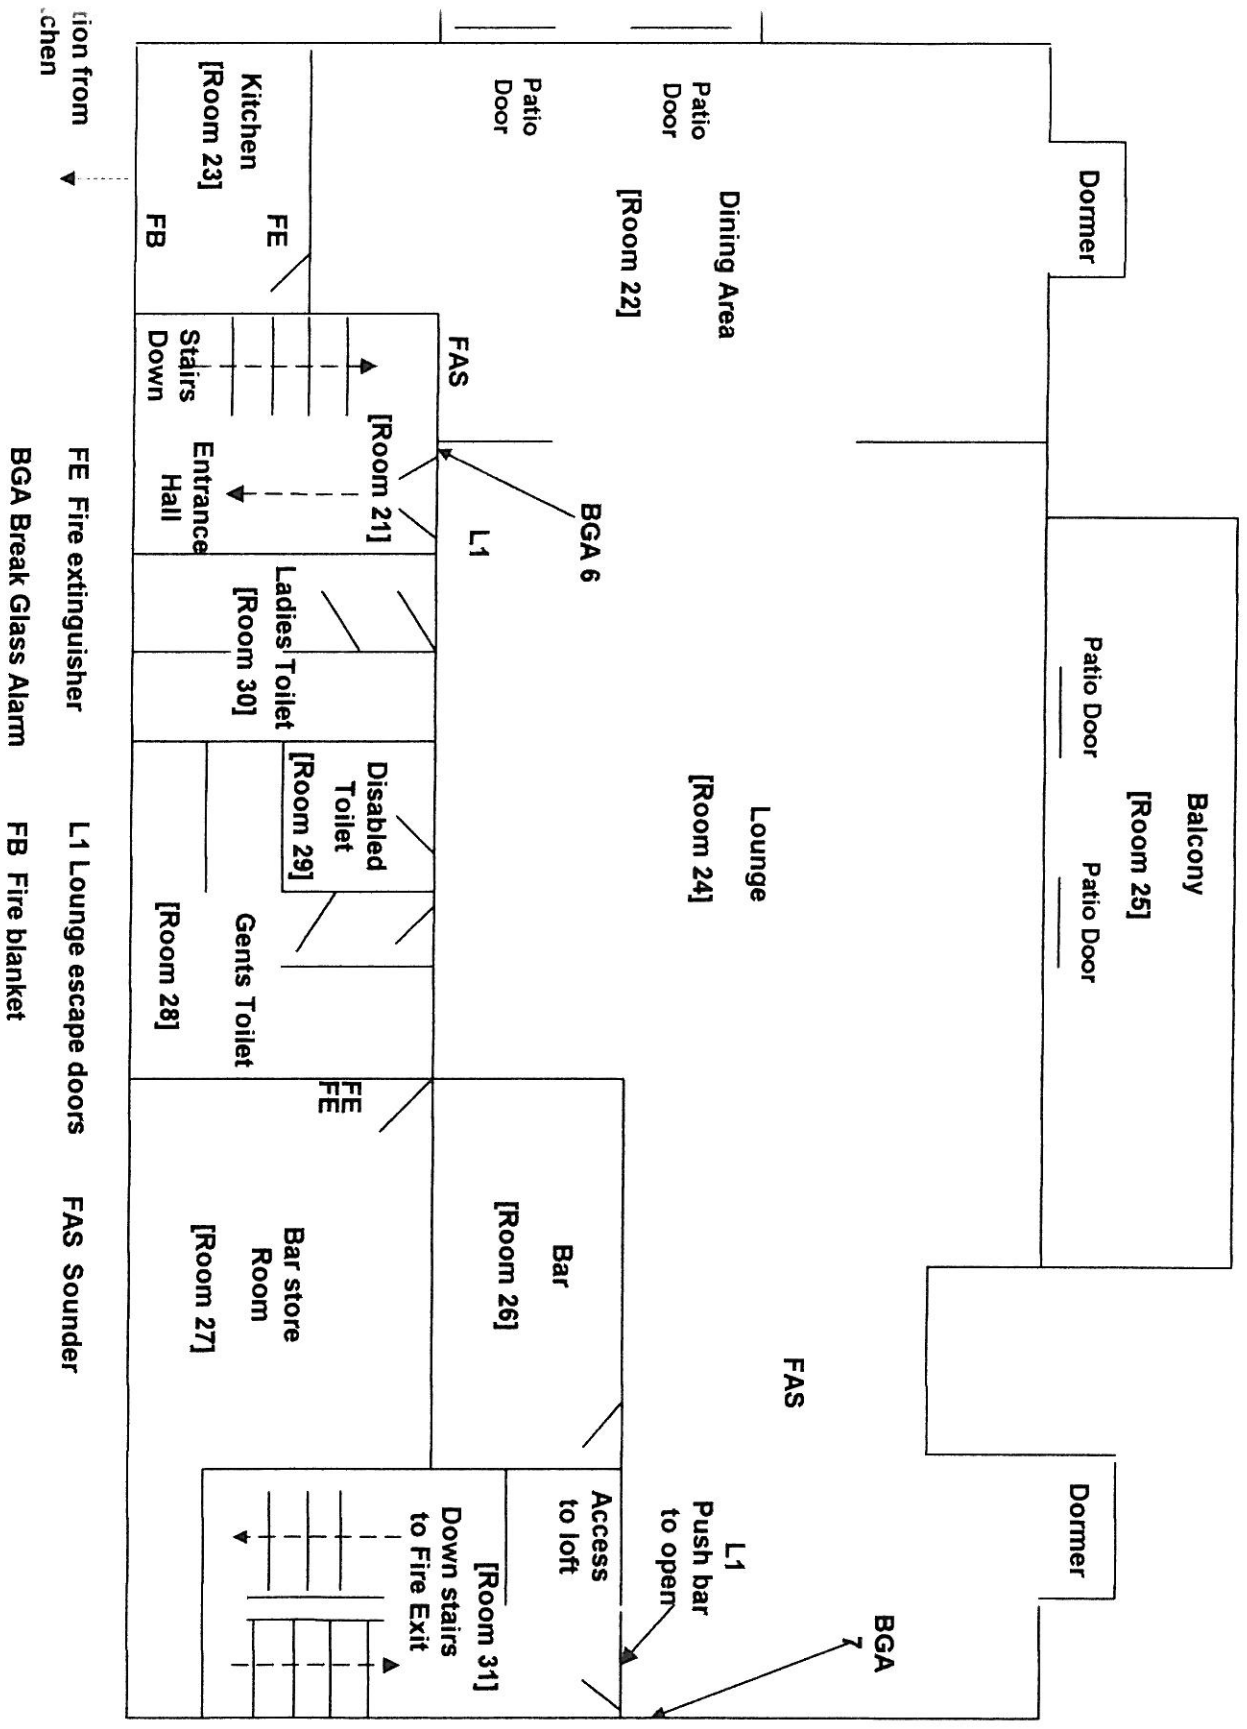 Dormer
Balcony
[Room 25]
Patio Door
Patio Door
Dormer
Patio
Door
Patio
Door
Dining Area
[Room 22]
Lounge
[Room 24]
FAS
BGA
7
L1
Push bar
to open
BGA 6
FAS
L1
Bar
[Room 26]
Access
to loft
Kitchen
[Room 23]
FE
FB
[Room 21]
Stairs
Down
Entrance
Hall
Ladies Toilet
[Room 30]
Disabled
Toilet
[Room 29]
Gents Toilet
[Room 28]
FE
FE
Bar store
Room
[Room 27]
[Room 31]
Down stairs
to Fire Exit
from
FE Fire extinguisher L1 Lounge escape doors FAS Sounder
BGA Break Glass Alarm FB Fire blanket